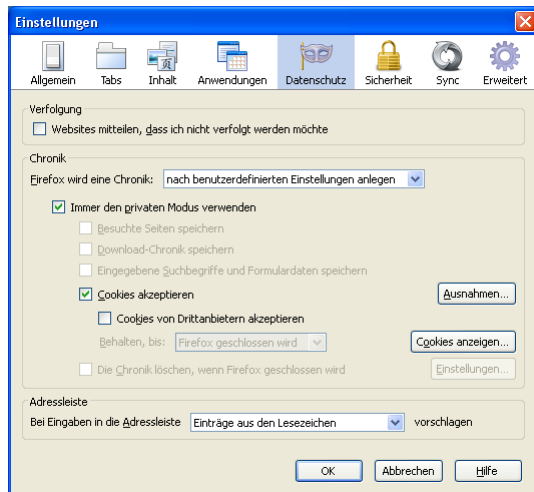 Einstellungen
Allgemein Tabs Inhalt Anwendungen Datenschutz Sicherheit Sync Erweitert
Verfolgung
Websites mitteilen, dass ich nicht verfolgt werden möchte
Chronik
Firefox wird eine Chronik: nach benutzerdefinierten Einstellungen anlegen
Immer den privaten Modus verwenden
Besuchte Seiten speichern
Download-Chronik speichern
Eingegebene Suchbegriffe und Formulardaten speichern
Cookies akzeptieren Ausnahmen...
Cookies von Drittanbietern akzeptieren
Behalten, bis: Firefox geschlossen wird Cookies anzeigen...
Die Chronik löschen, wenn Firefox geschlossen wird Einstellungen...
Adressleiste
Bei Eingaben in die Adressleiste Einträge aus den Lesezeichen vorschlagen
OK Abbrechen Hilfe